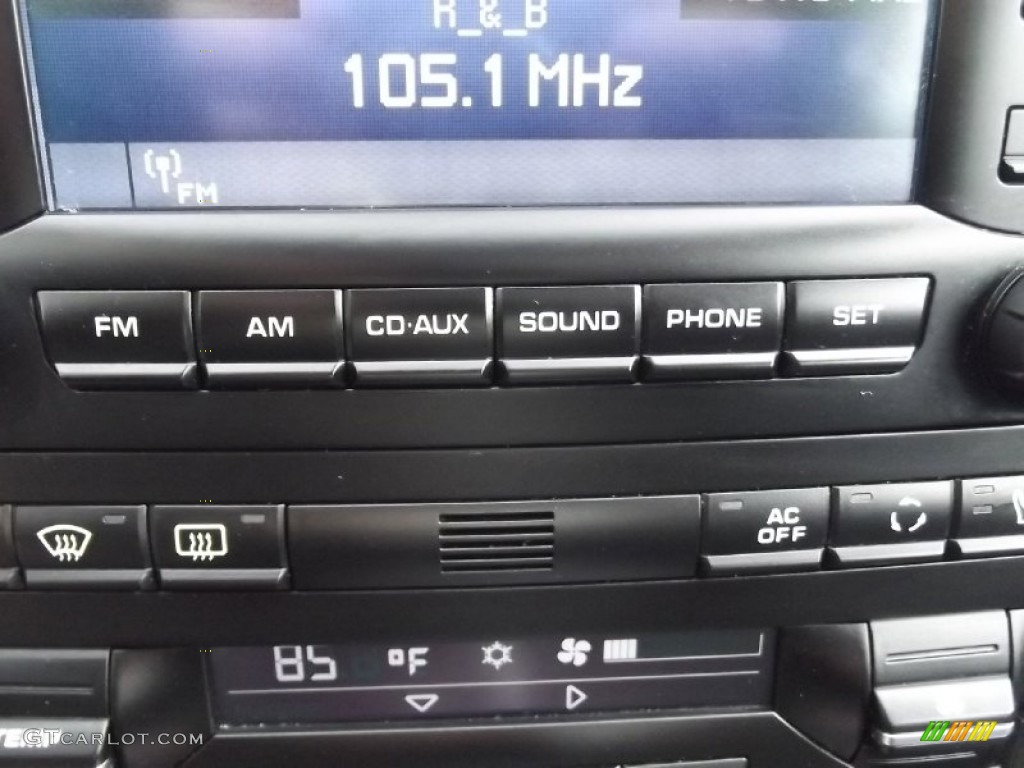 R_&_B
105.1 MHz
FM
FM AM CD·AUX SOUND PHONE SET
AC
OFF
85 °F
GTcarlot.com